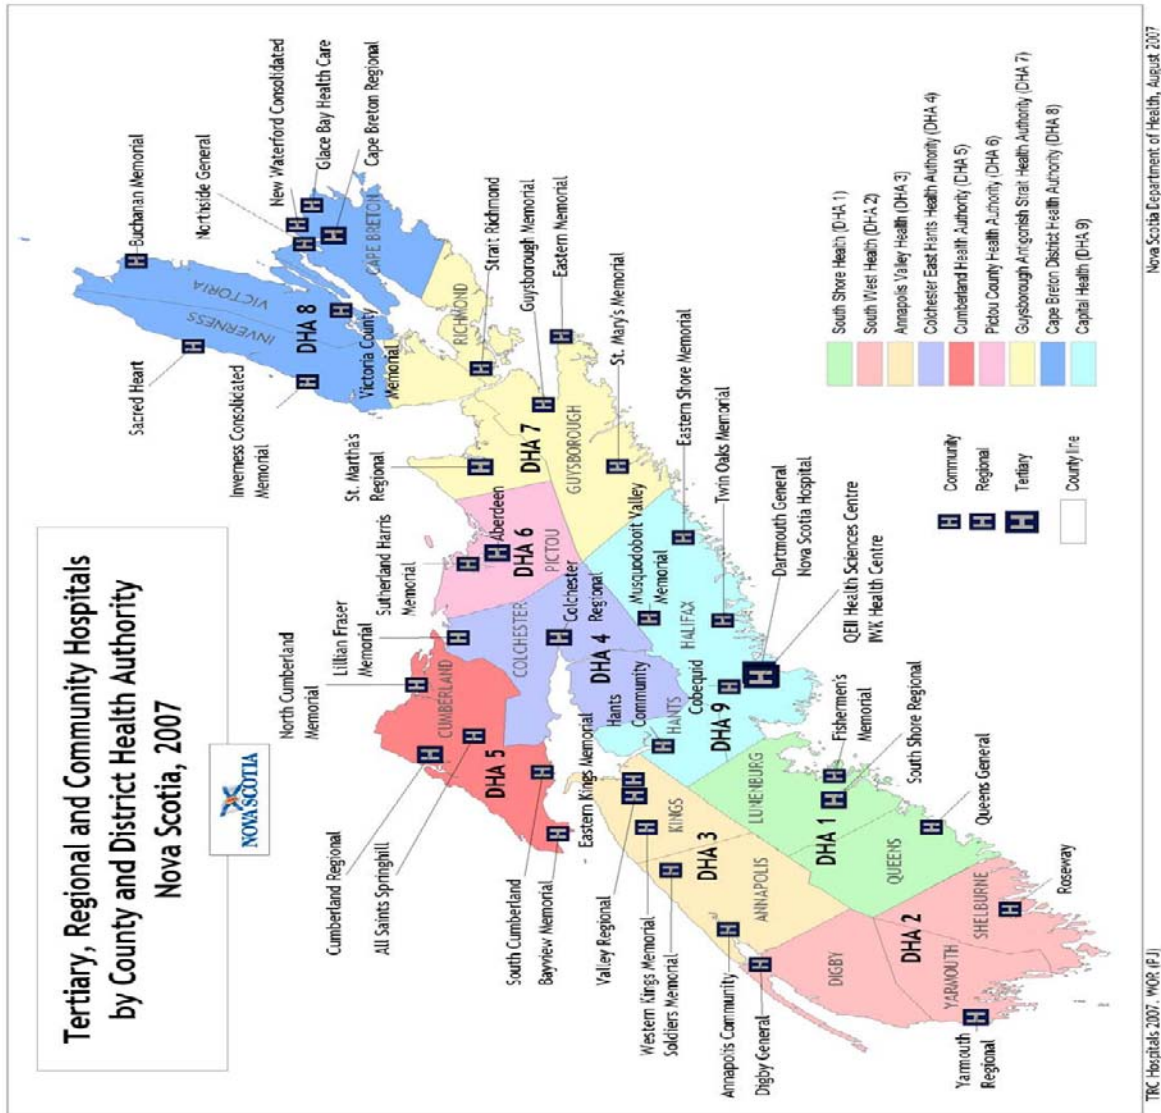 Tertiary, Regional and Community Hospitals
by County and District Health Authority
Nova Scotia, 2007
NOVA SCOTIA
North Cumberland
Memorial
Lillian Fraser
Memorial
Sutherland Harris
Memorial
Aberdeen
St. Martha's
Regional
Inverness Consolidated
Memorial
Sacred Heart
Buchanan Memorial
Northside General
New Waterford Consolidated
Glace Bay Health Care
Cape Breton Regional
Victoria County
Memorial
Strait Richmond
Guysborough Memorial
Eastern Memorial
St. Mary's Memorial
Eastern Shore Memorial
Musquodoboit Valley
Memorial
Twin Oaks Memorial
Dartmouth General
Nova Scotia Hospital
QEII Health Sciences Centre
IWK Health Centre
Cobequid
Hants
Community
Colchester
Regional
Cumberland Regional
All Saints Springhill
South Cumberland
Bayview Memorial
Eastern Kings Memorial
Valley Regional
Western Kings Memorial
Soldiers Memorial
Annapolis Community
Digby General
Yarmouth
Regional
Roseway
Queens General
South Shore Regional
Fishermen's
Memorial
INVERNESS
VICTORIA
DHA 8
CAPE BRETON
RICHMOND
DHA 7
GUYSBOROUGH
DHA 6
PICTOU
COLCHESTER
DHA 4
CUMBERLAND
DHA 5
HALIFAX
HANTS
DHA 9
KINGS
DHA 3
ANNAPOLIS
LUNENBURG
DHA 1
QUEENS
DIGBY
DHA 2
YARMOUTH
SHELBURNE
H Community
H Regional
H Tertiary
County line
South Shore Health (DHA 1)
South West Health (DHA 2)
Annapolis Valley Health (DHA 3)
Colchester East Hants Health Authority (DHA 4)
Cumberland Health Authority (DHA 5)
Pictou County Health Authority (DHA 6)
Guysborough Antigonish Strait Health Authority (DHA 7)
Cape Breton District Health Authority (DHA 8)
Capital Health (DHA 9)
TRC Hospitals 2007. WOR (PJ)
Nova Scotia Department of Health, August 2007